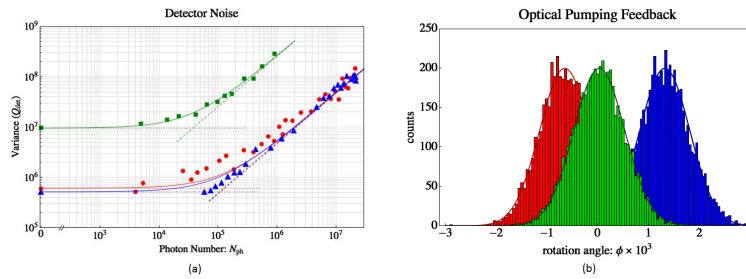 Detector Noise
Variance (Q_det)
10^9
10^8
10^7
10^6
10^5
0
10^3
10^4
10^5
10^6
10^7
Photon Number: N_ph
(a)
Optical Pumping Feedback
counts
250
200
150
100
50
0
−3
−2
−1
0
1
2
rotation angle: ϕ × 10^3
(b)